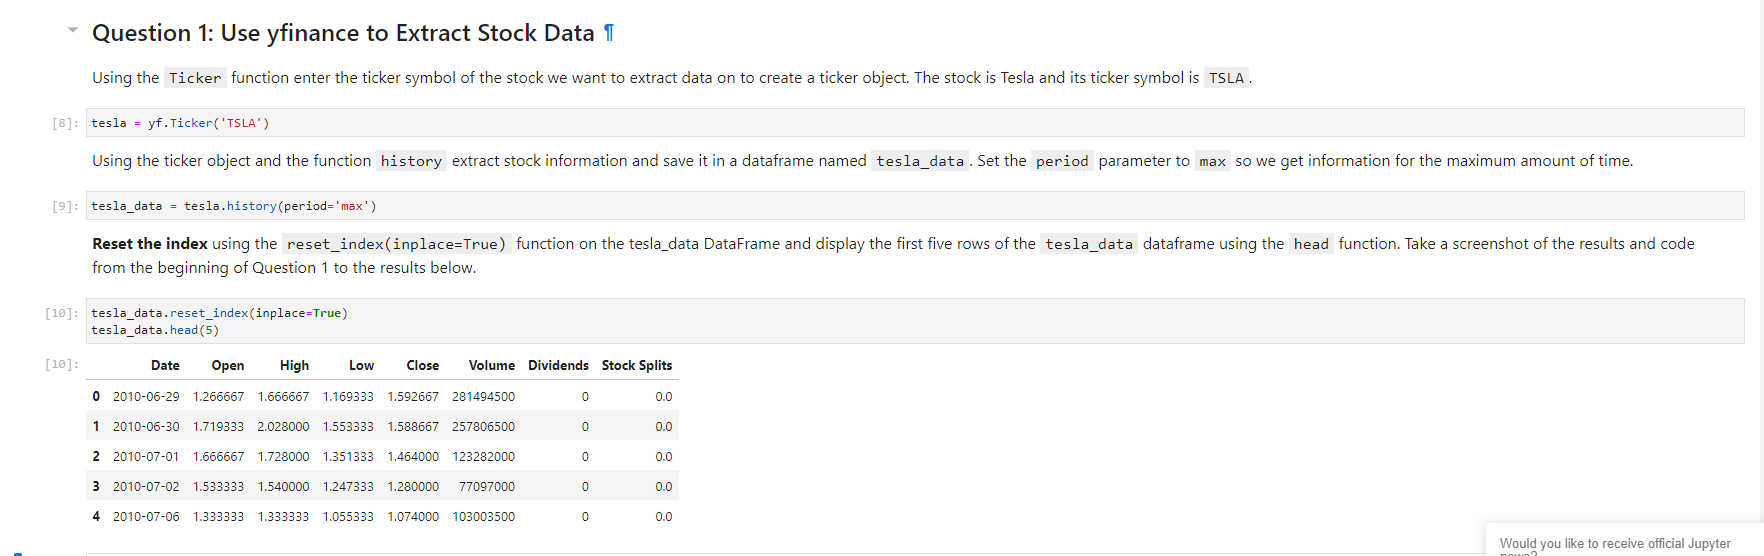 Question 1: Use yfinance to Extract Stock Data ¶
Using the Ticker function enter the ticker symbol of the stock we want to extract data on to create a ticker object. The stock is Tesla and its ticker symbol is TSLA.
[8]: tesla = yf.Ticker('TSLA')
Using the ticker object and the function history extract stock information and save it in a dataframe named tesla_data. Set the period parameter to max so we get information for the maximum amount of time.
[9]: tesla_data = tesla.history(period='max')
Reset the index using the reset_index(inplace=True) function on the tesla_data DataFrame and display the first five rows of the tesla_data dataframe using the head function. Take a screenshot of the results and code
from the beginning of Question 1 to the results below.
[10]: tesla_data.reset_index(inplace=True)
tesla_data.head(5)
[10]: Date Open High Low Close Volume Dividends Stock Splits
0 2010-06-29 1.266667 1.666667 1.169333 1.592667 281494500 0 0.0
1 2010-06-30 1.719333 2.028000 1.553333 1.588667 257806500 0 0.0
2 2010-07-01 1.666667 1.728000 1.351333 1.464000 123282000 0 0.0
3 2010-07-02 1.533333 1.540000 1.247333 1.280000 77097000 0 0.0
4 2010-07-06 1.333333 1.333333 1.055333 1.074000 103003500 0 0.0
Would you like to receive official Jupyter
news?